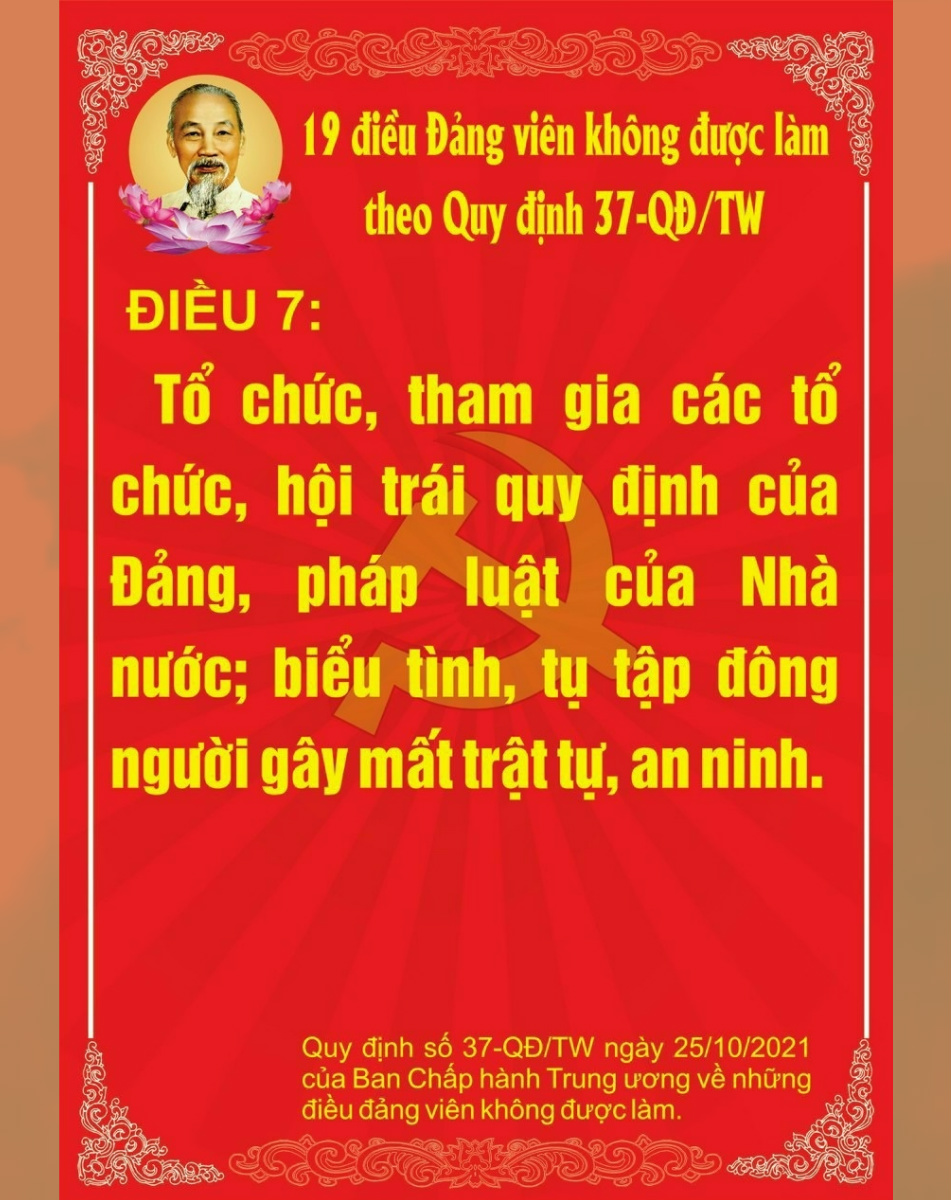 19 điều Đảng viên không được làm
theo Quy định 37-QĐ/TW
ĐIỀU 7:
Tổ chức, tham gia các tổ
chức, hội trái quy định của
Đảng, pháp luật của Nhà
nước; biểu tình, tụ tập đông
người gây mất trật tự, an ninh.
Quy định số 37-QĐ/TW ngày 25/10/2021
của Ban Chấp hành Trung ương về những
điều đảng viên không được làm.